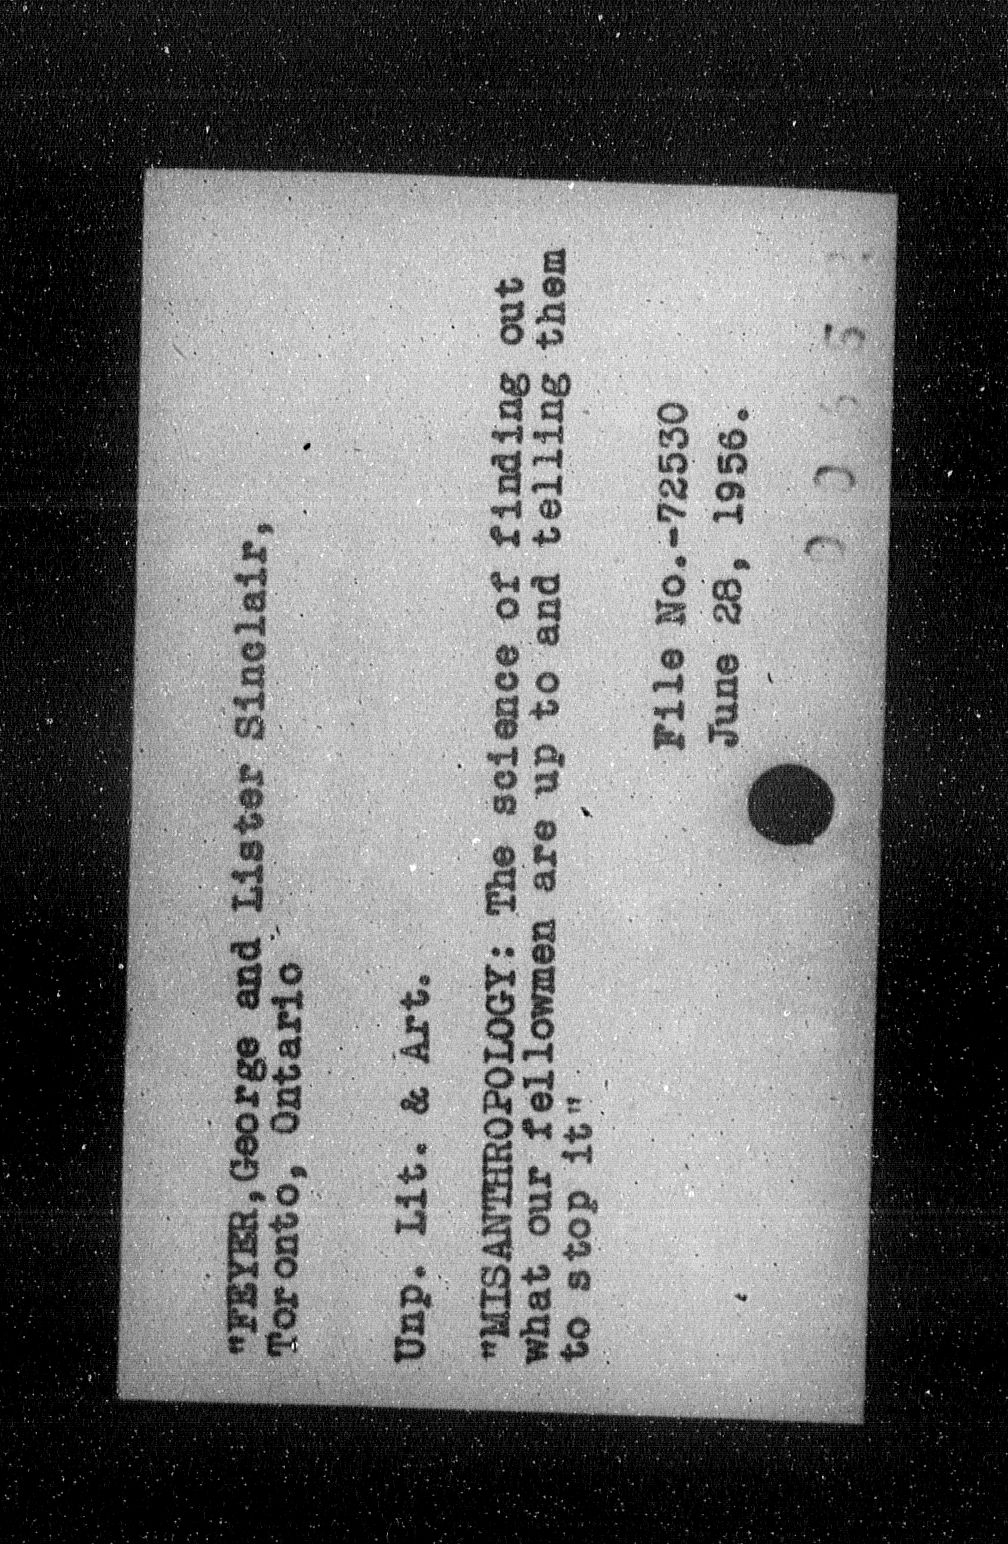 "FEYER,George and Lister Sinclair,
Toronto, Ontario
Unp. Lit. & Art.
"MISANTHROPOLOGY: The science of finding out
what our fellowmen are up to and telling them
to stop it"
File No.-72530
June 28, 1956.